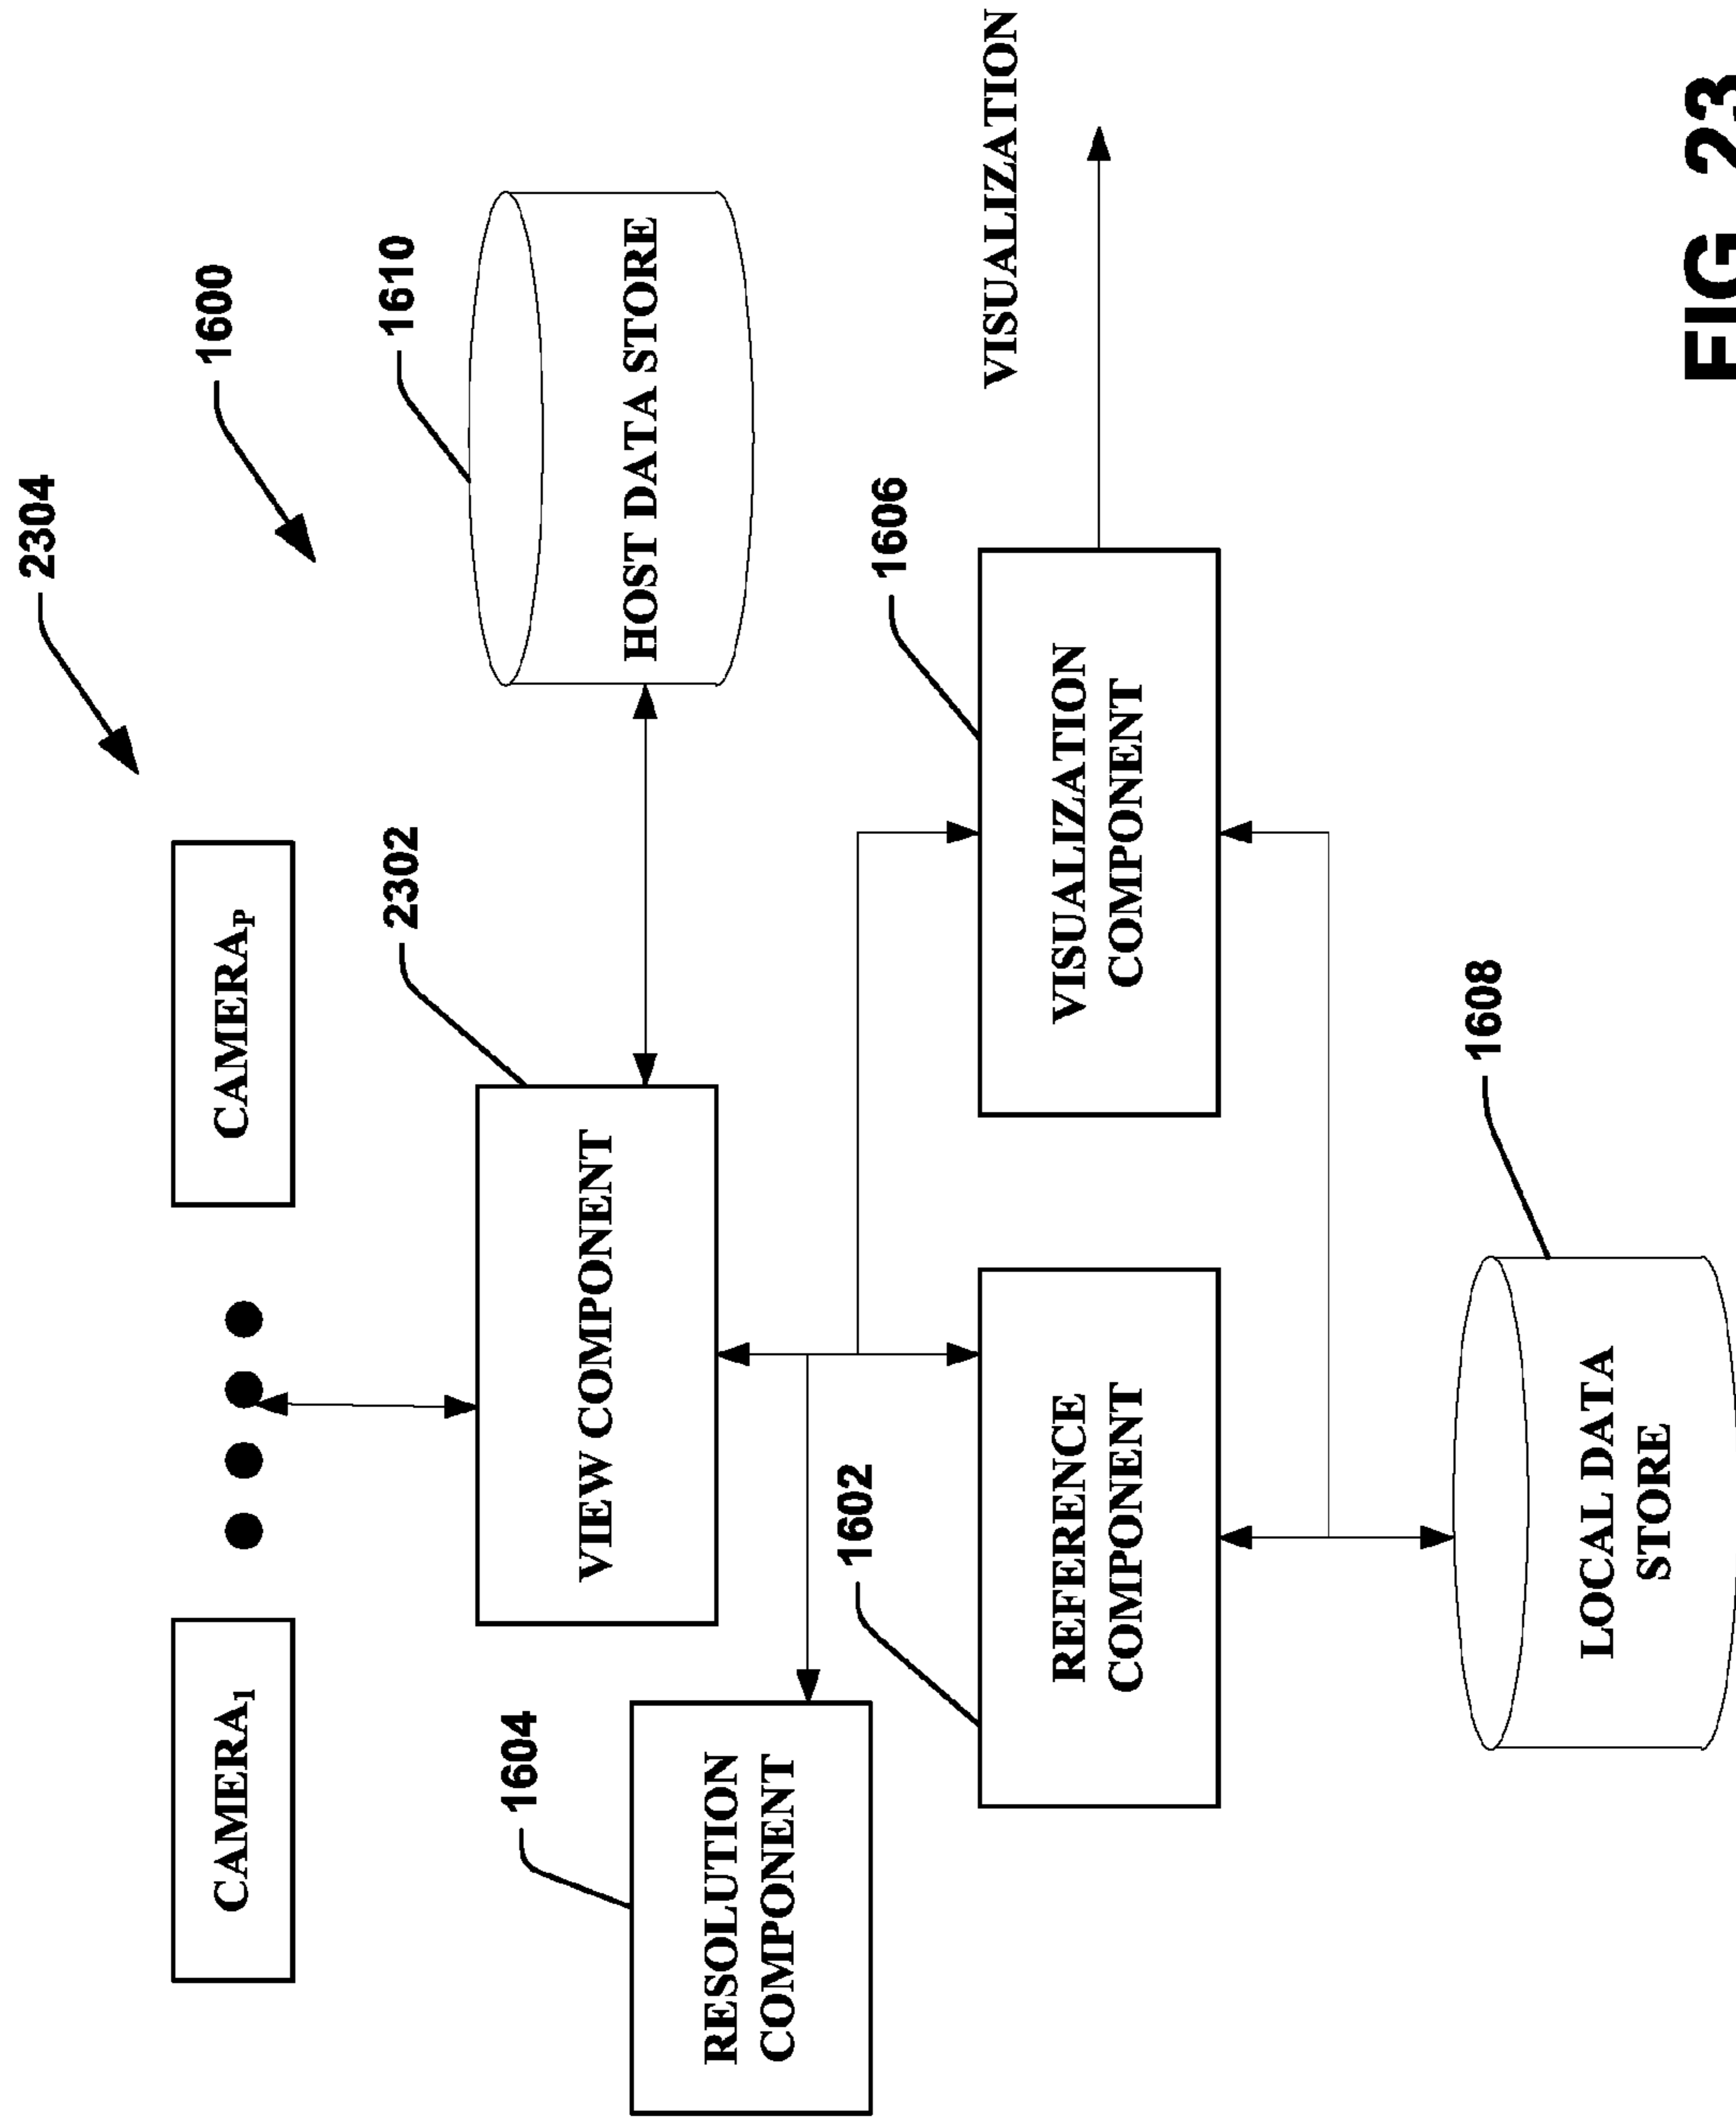 2304
1600
CAMERA1
CAMERAP
2302
1610
VIEW COMPONENT
HOST DATA STORE
1604
RESOLUTION
COMPONENT
1602
1606
REFERENCE
COMPONENT
VISUALIZATION
COMPONENT
VISUALIZATION
1608
LOCAL DATA
STORE
FIG. 23